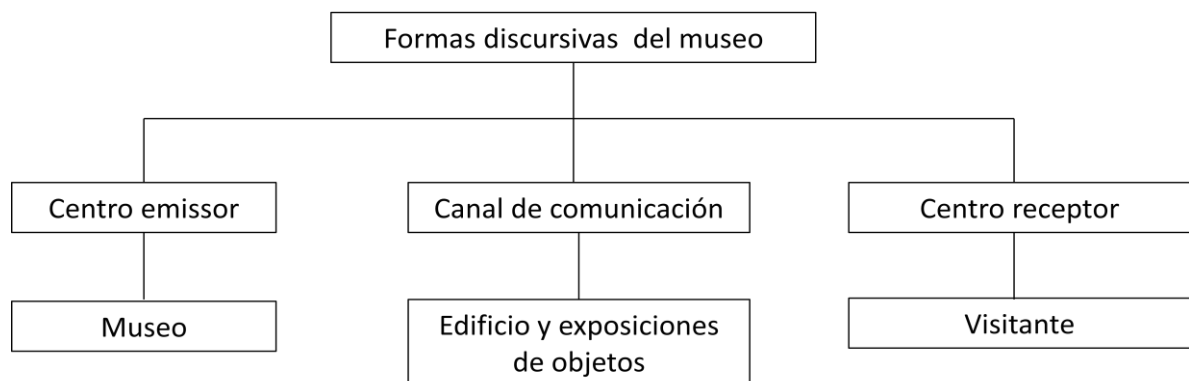 Formas discursivas del museo
Centro emissor
Canal de comunicación
Centro receptor
Museo
Edificio y exposiciones
de objetos
Visitante